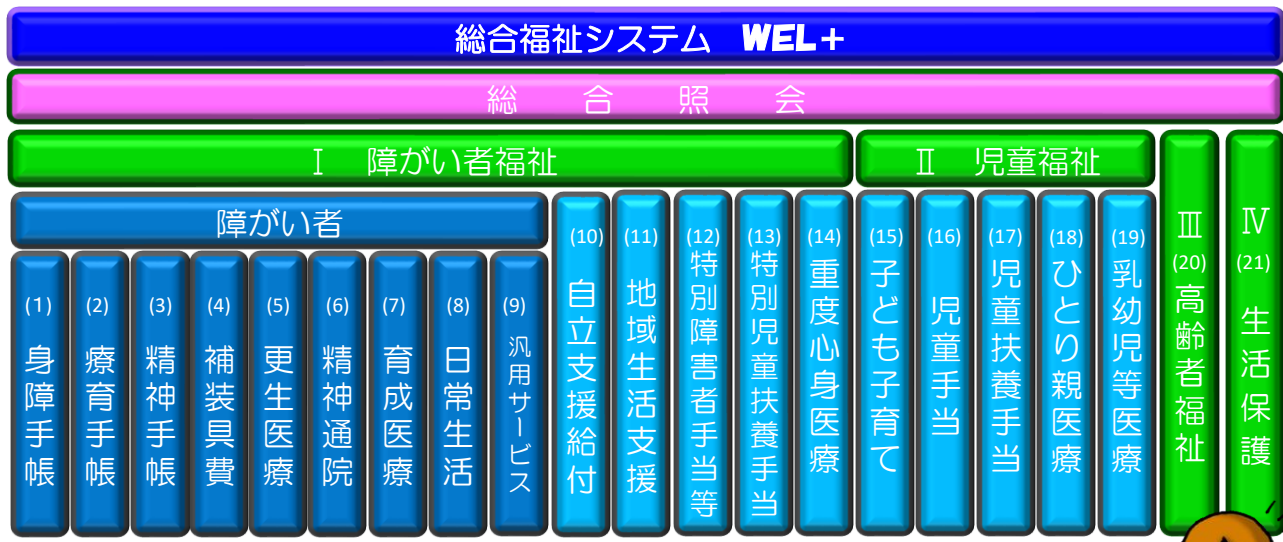 総合福祉システム WEL+
総合照会
Ⅰ 障がい者福祉
Ⅱ 児童福祉
障がい者
(1) 身障手帳
(2) 療育手帳
(3) 精神手帳
(4) 補装具費
(5) 更生医療
(6) 精神通院
(7) 育成医療
(8) 日常生活
(9) 汎用サービス
(10) 自立支援給付
(11) 地域生活支援
(12) 特別障害者手当等
(13) 特別児童扶養手当
(14) 重度心身医療
(15) 子ども子育て
(16) 児童手当
(17) 児童扶養手当
(18) ひとり親医療
(19) 乳幼児等医療
Ⅲ (20) 高齢者福祉
Ⅳ (21) 生活保護